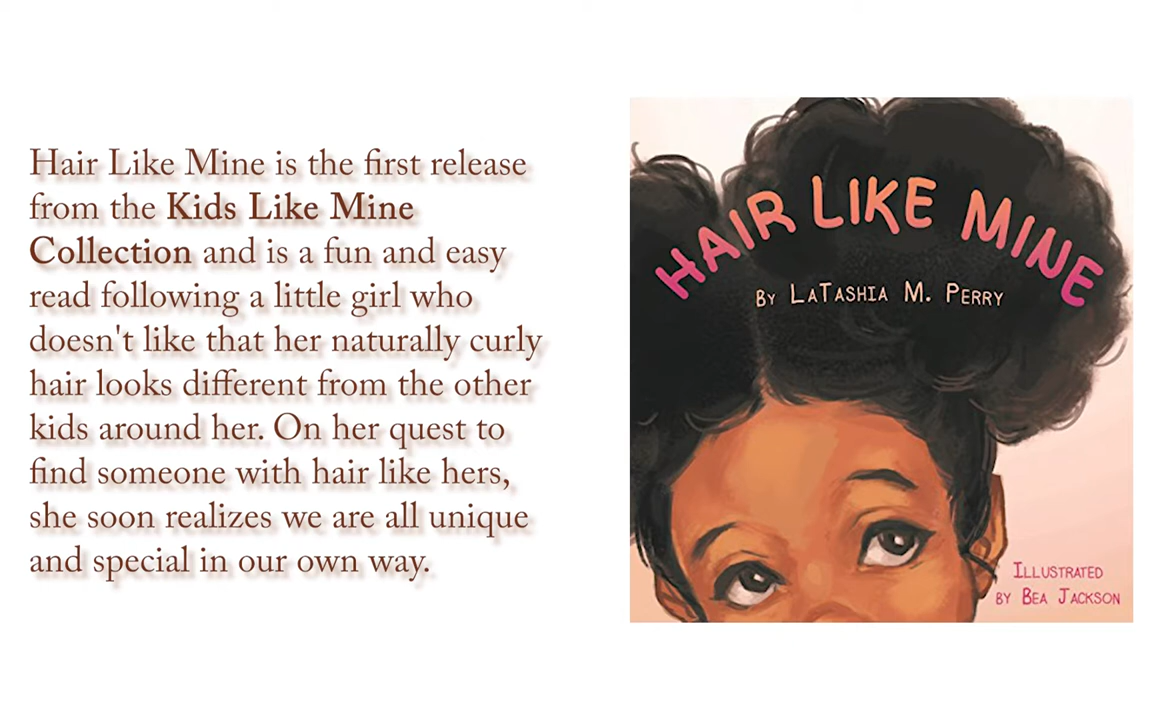 Hair Like Mine is the first release
from the Kids Like Mine
Collection and is a fun and easy
read following a little girl who
doesn't like that her naturally curly
hair looks different from the other
kids around her. On her quest to
find someone with hair like hers,
she soon realizes we are all unique
and special in our own way.
HAIR LIKE MINE
BY LATASHIA M. PERRY
ILLUSTRATED
BY BEA JACKSON